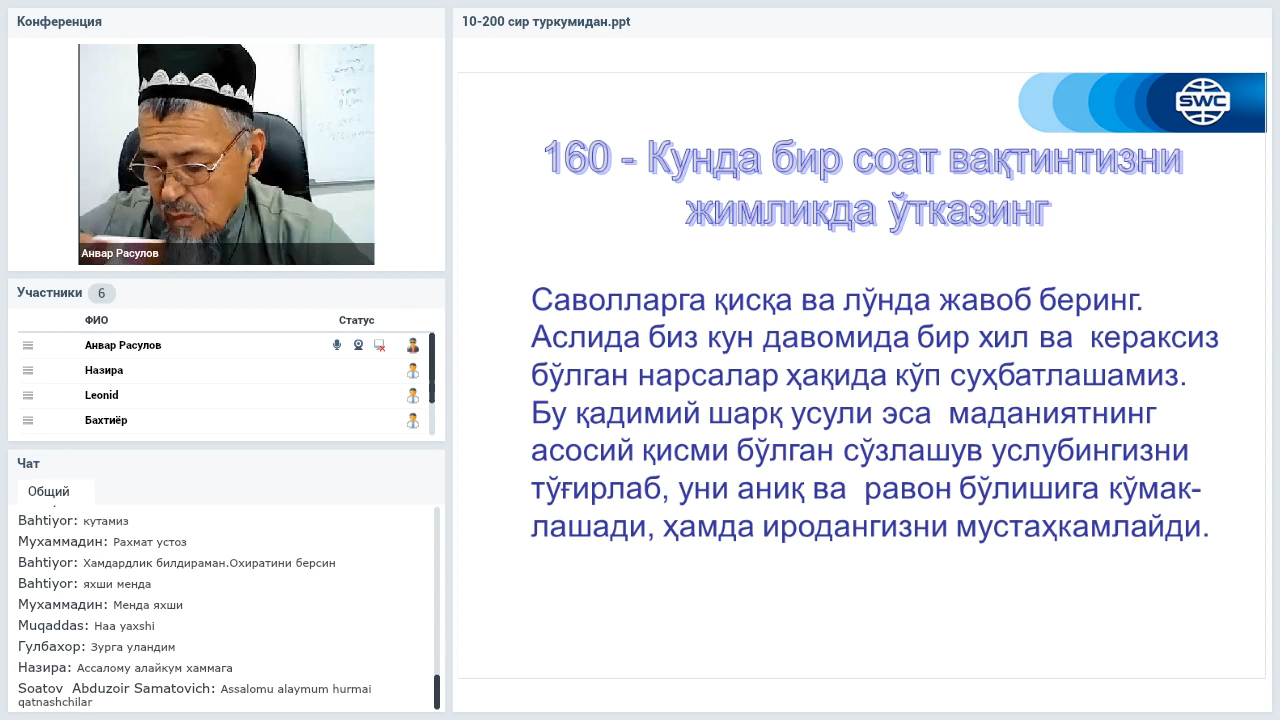 Конференция
Анвар Расулов
Участники 6
ФИО Статус
Анвар Расулов
Назира
Leonid
Бахтиёр
Чат
Общий
Bahtiyor: кутамиз
Мухаммадин: Рахмат устоз
Bahtiyor: Хамдардлик билдираман.Охиратини берсин
Bahtiyor: яхши менда
Мухаммадин: Менда яхши
Muqaddas: Haa yaxshi
Гулбахор: Зурга уландим
Назира: Ассалому алайкум хаммага
Soatov Abduzoir Samatovich: Assalomu alaymum hurmai
qatnashchilar
10-200 сир туркумидан.ppt
SWC
160 - Кунда бир соат вақтинтизни
жимликда ўтказинг
Саволларга қисқа ва лўнда жавоб беринг.
Аслида биз кун давомида бир хил ва кераксиз
бўлган нарсалар ҳақида кўп суҳбатлашамиз.
Бу қадимий шарқ усули эса маданиятнинг
асосий қисми бўлган сўзлашув услубингизни
тўғирлаб, уни аниқ ва равон бўлишига кўмак-
лашади, ҳамда иродангизни мустаҳкамлайди.